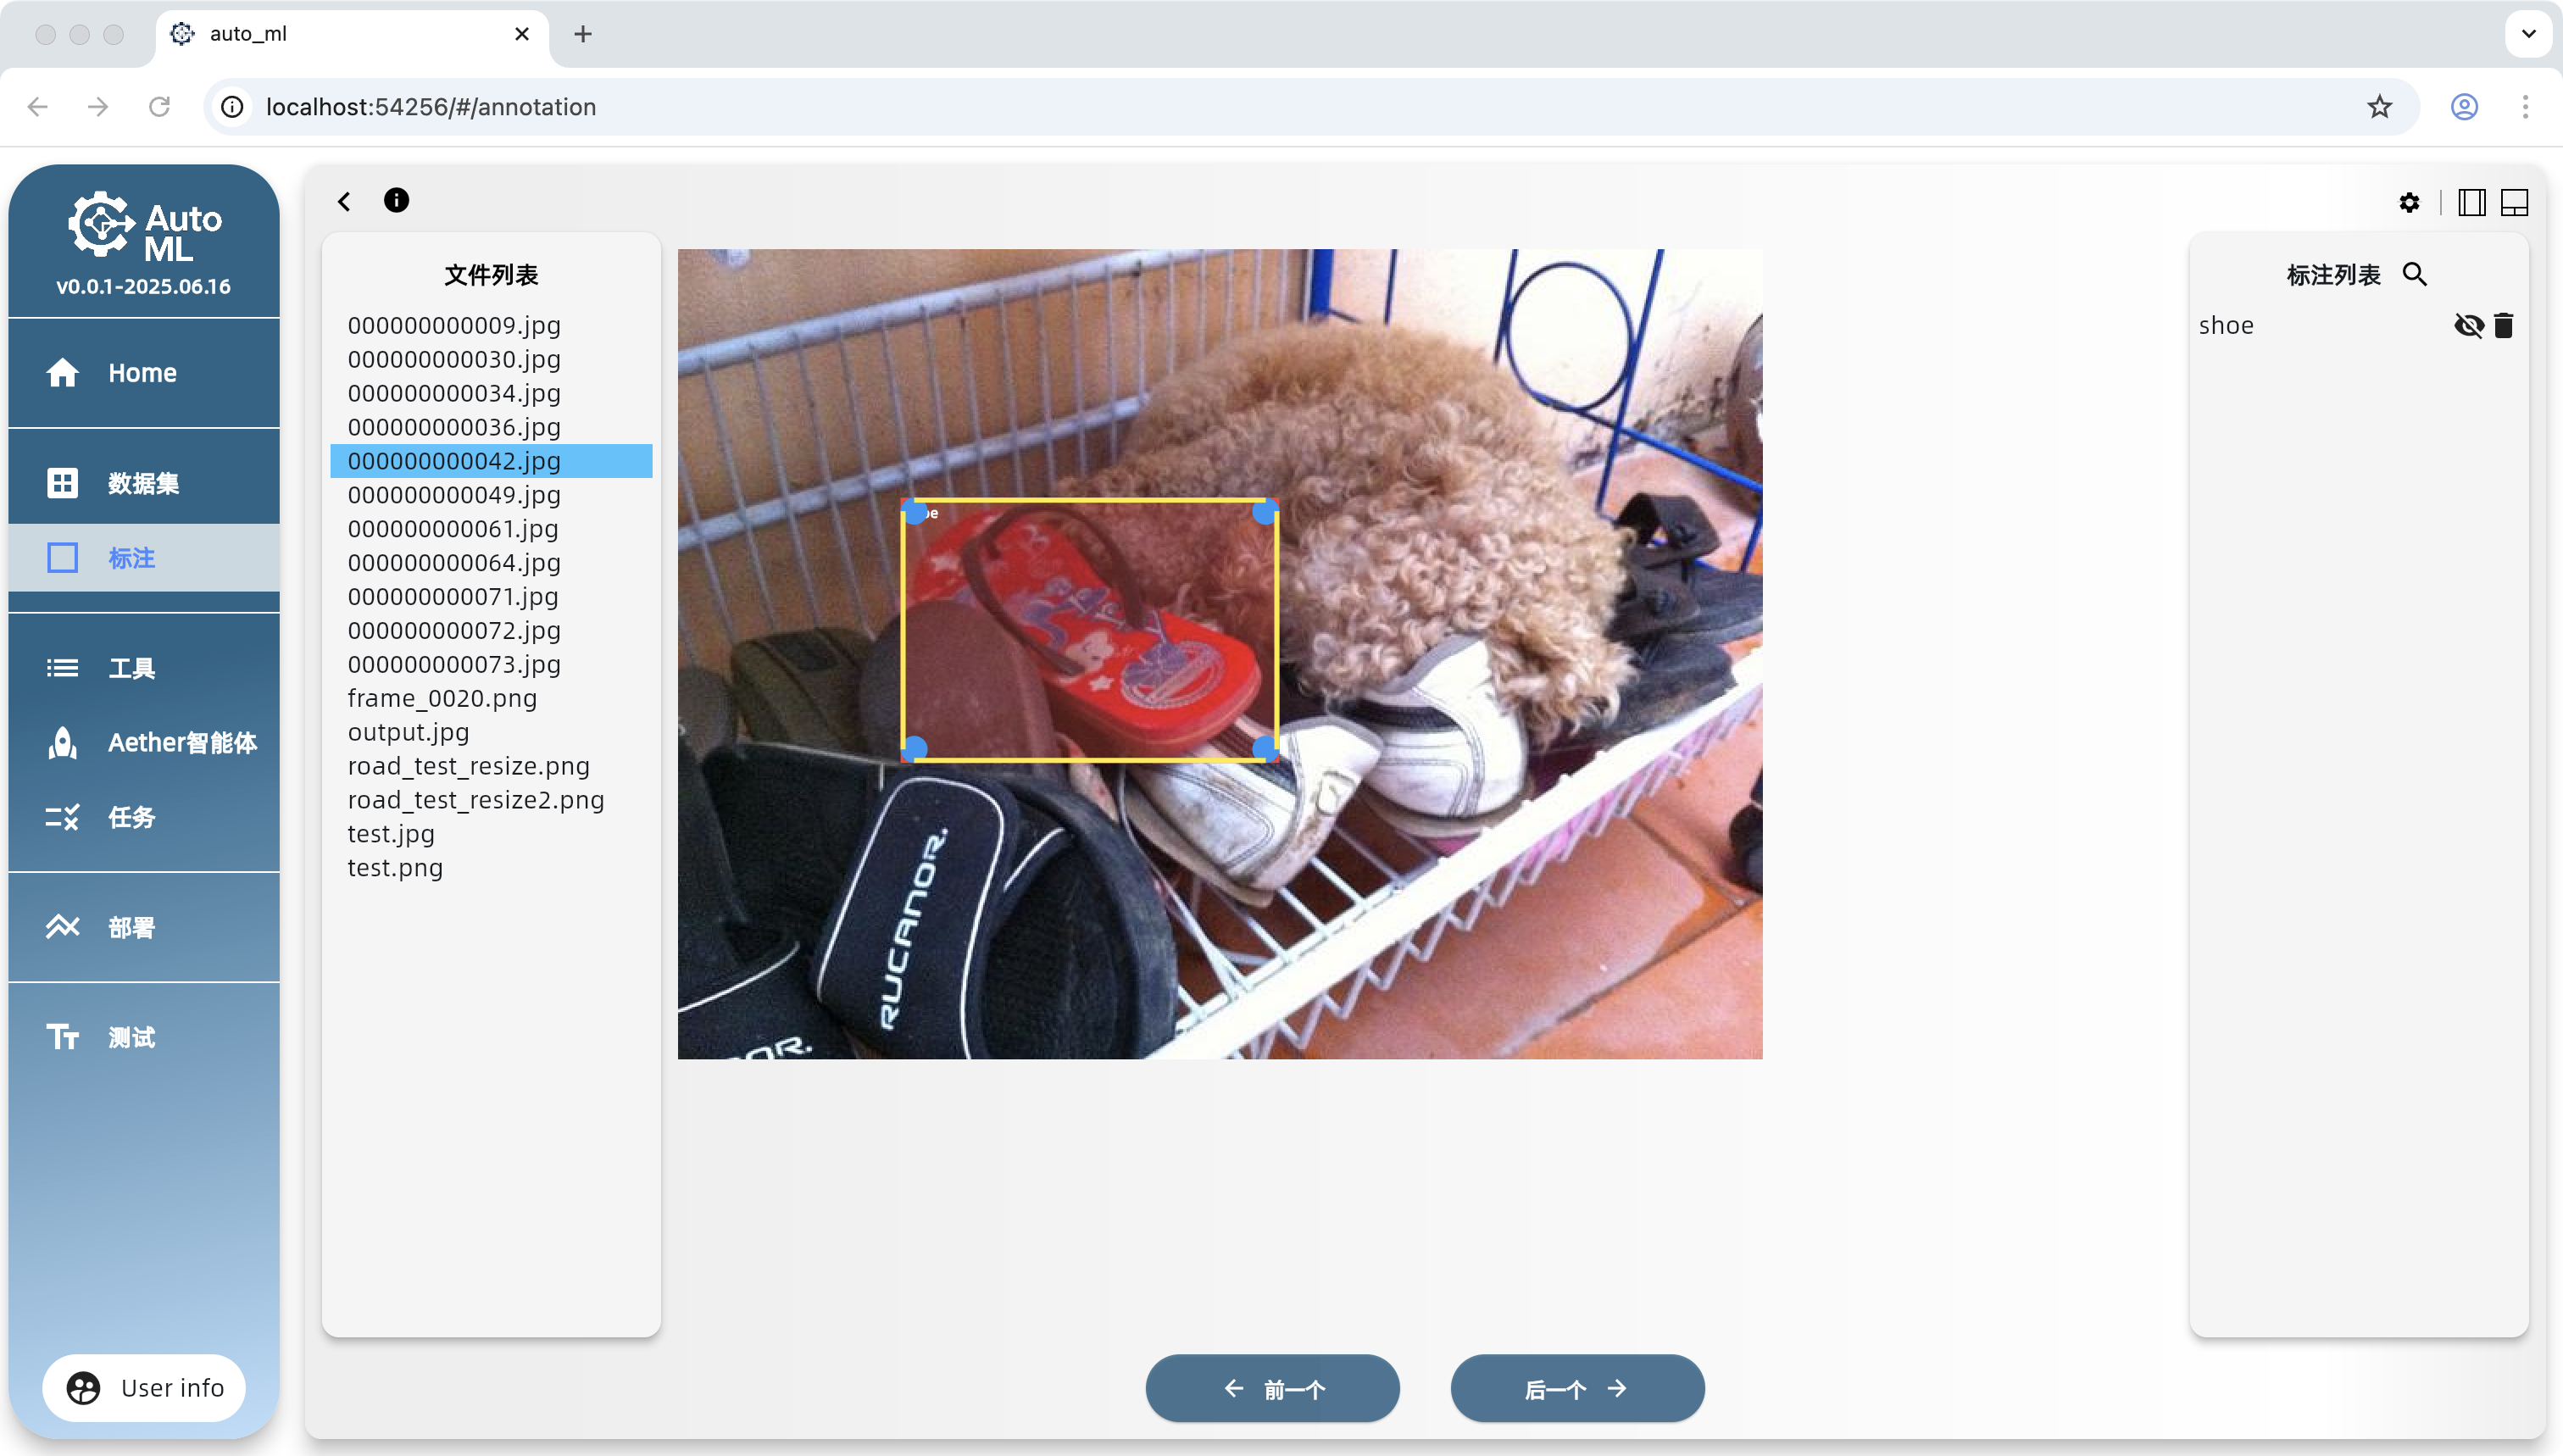 auto_ml
localhost:54256/#/annotation
Auto
ML
v0.0.1-2025.06.16
Home
数据集
标注
工具
Aether智能体
任务
部署
测试
User info
文件列表
000000000009.jpg
000000000030.jpg
000000000034.jpg
000000000036.jpg
000000000042.jpg
000000000049.jpg
000000000061.jpg
000000000064.jpg
000000000071.jpg
000000000072.jpg
000000000073.jpg
frame_0020.png
output.jpg
road_test_resize.png
road_test_resize2.png
test.jpg
test.png
RUCANOR.
标注列表
shoe
前一个
后一个